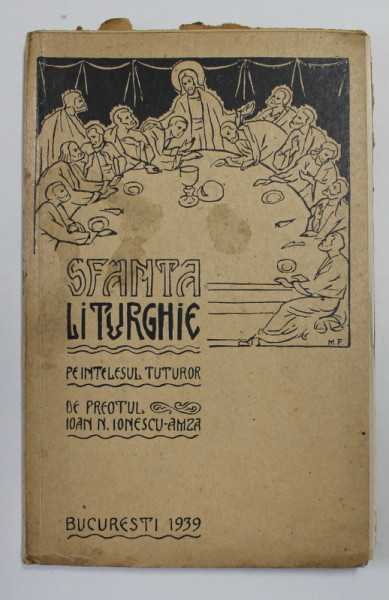 M.P.
SFANTA
LITURGHIE
PE INTELESUL TUTUROR
DE PREOTUL
IOAN N. IONESCU-AMZA
BUCURESTI 1939